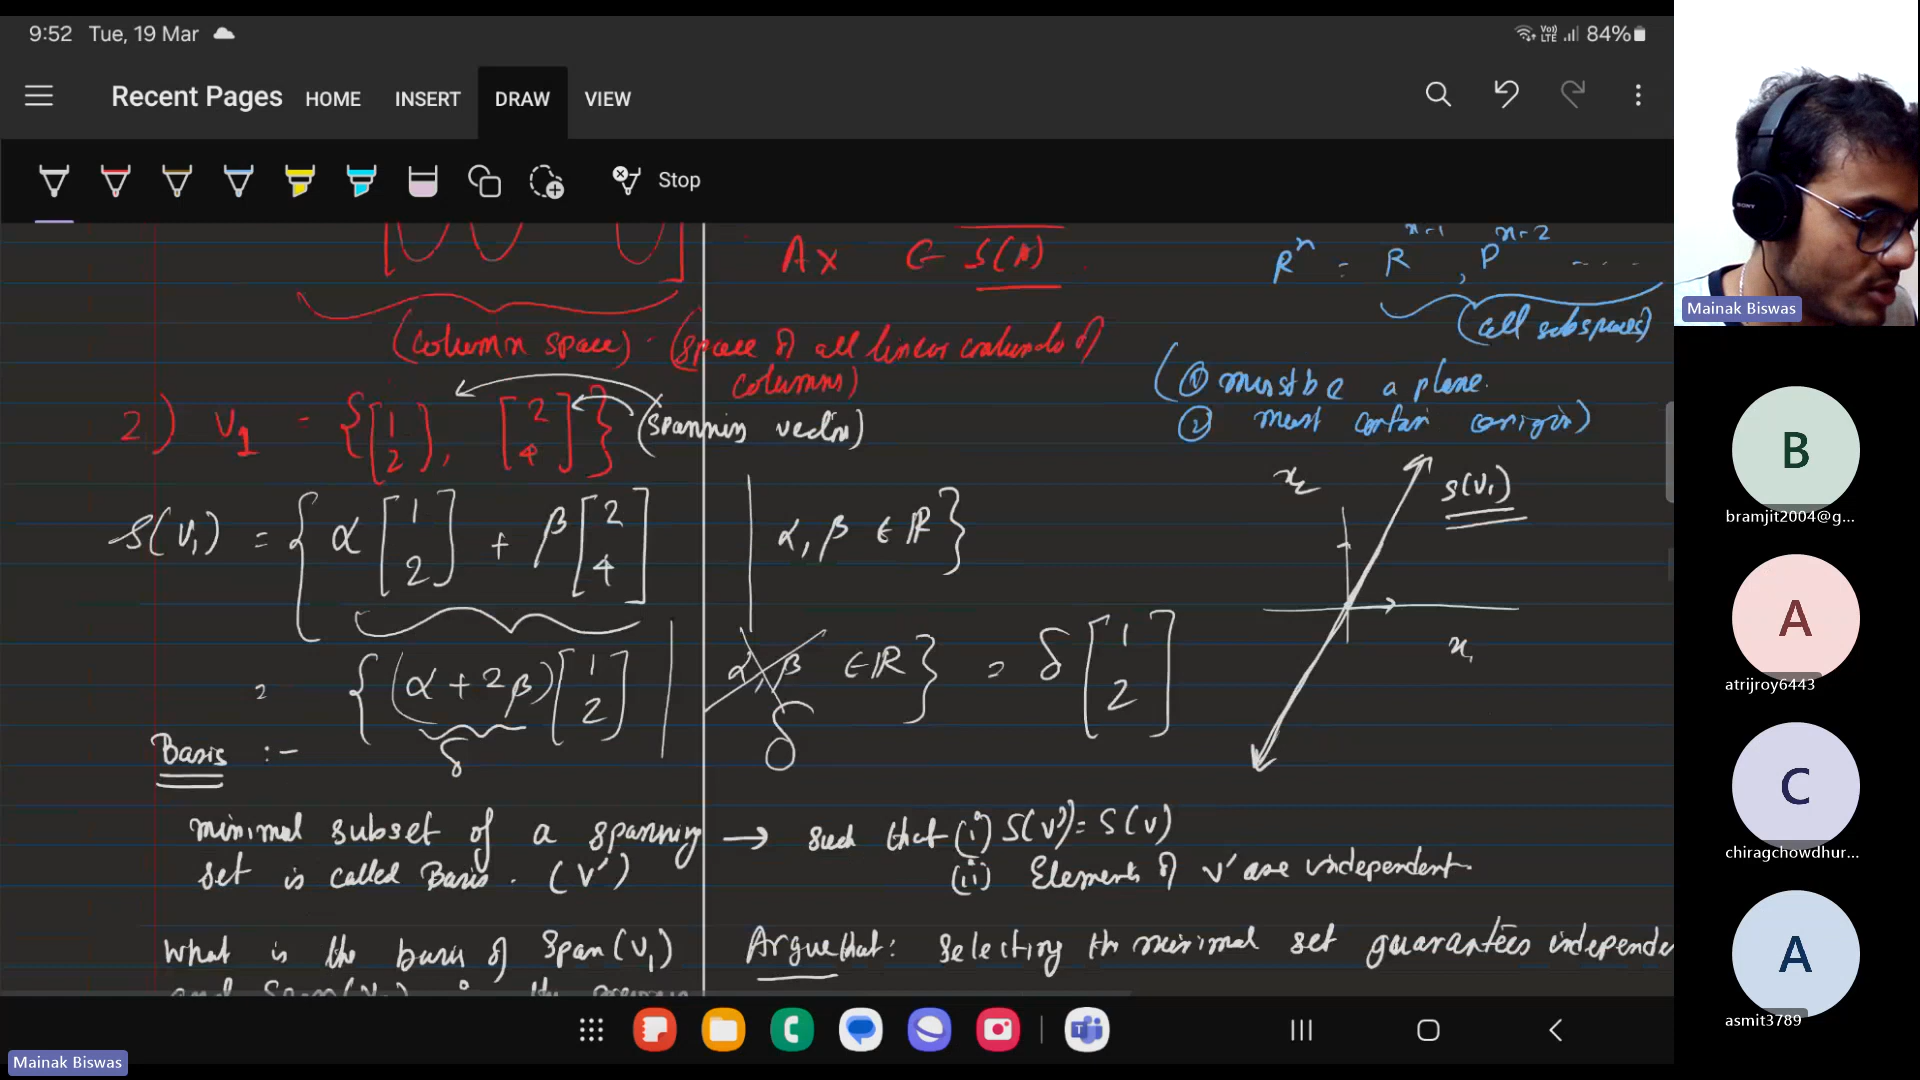 9:52 Tue, 19 Mar
84%
Recent Pages HOME INSERT DRAW VIEW
Stop
Mainak Biswas
Ax ∈ S(A)
R^n = R^n-1, R^n-2 ....
(column space). (space of all linear of columns)
(all subspaces)
(① must be a plane.
② must contain origin)
2) V1 = {[1 2], [2 4]} (spanning vector)
S(V1) = {α [1 2] + β [2 4] | α, β ∈ ℝ}
x2
S(V1)
x1
= {(α + 2β) [1 2] | α, β ∈ ℝ} = δ [1 2]
δ
δ
Basis :-
minimal subset of a spanning → such that (i) S(V')= S(V)
set is called Basis. (V')
(ii) Elements of V' are independent.
What is the basis of Span(V1)
Argue that: Selecting the minimal set guarantees independe
B
bramjit2004@g...
A
atrijroy6443
C
chiragchowdhur...
A
asmit3789
Mainak Biswas